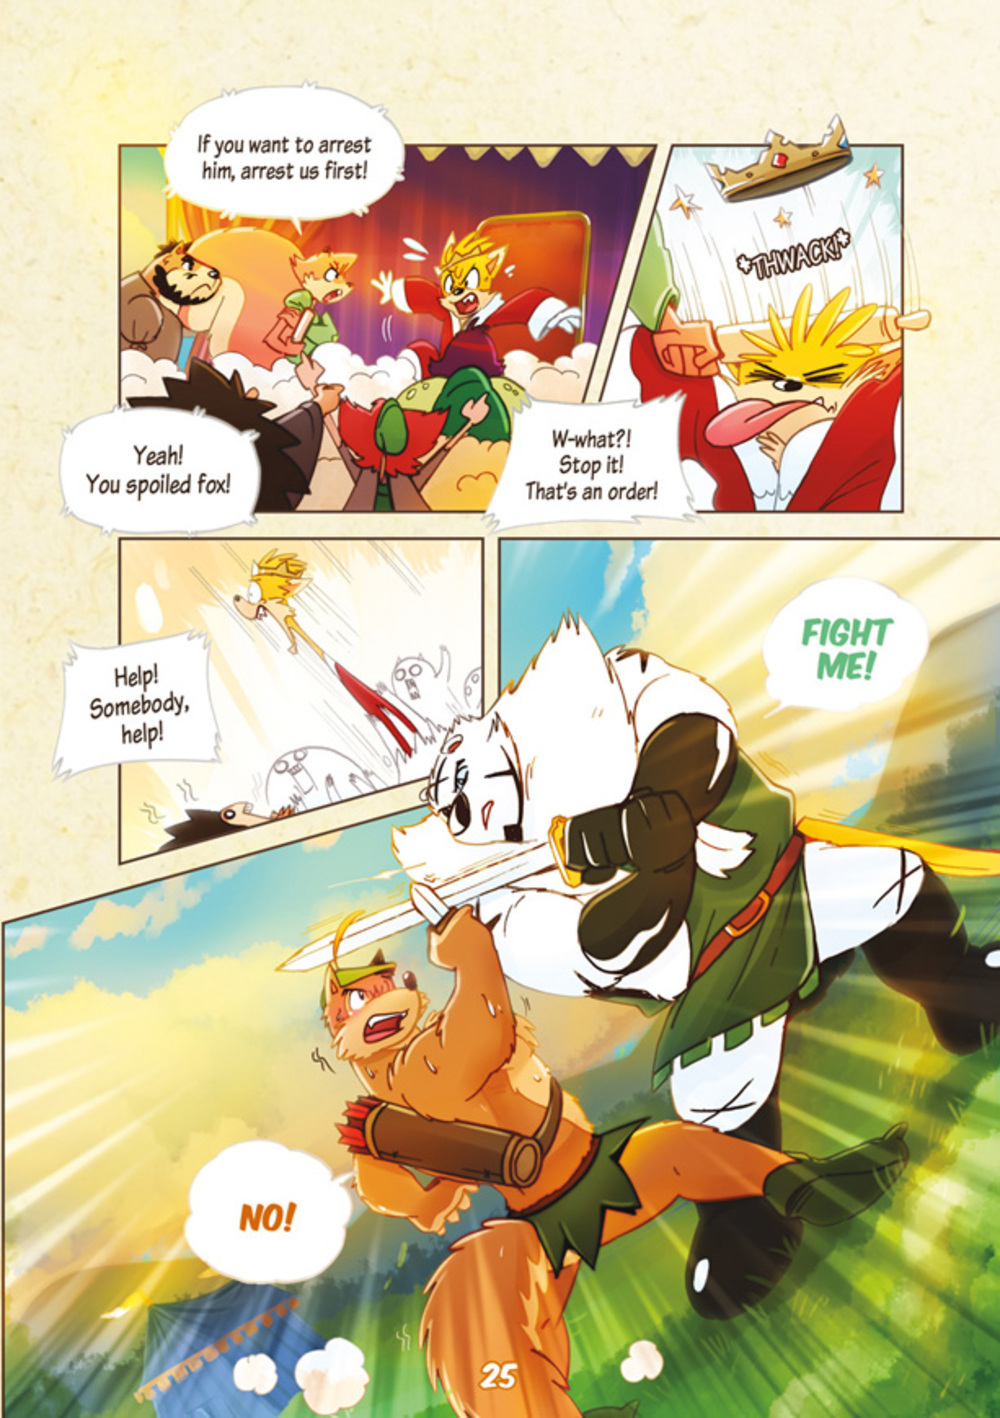 If you want to arrest
him, arrest us first!
Yeah!
You spoiled fox!
W-what?!
Stop it!
That's an order!
*THWACK!*
Help!
Somebody,
help!
FIGHT
ME!
NO!
25